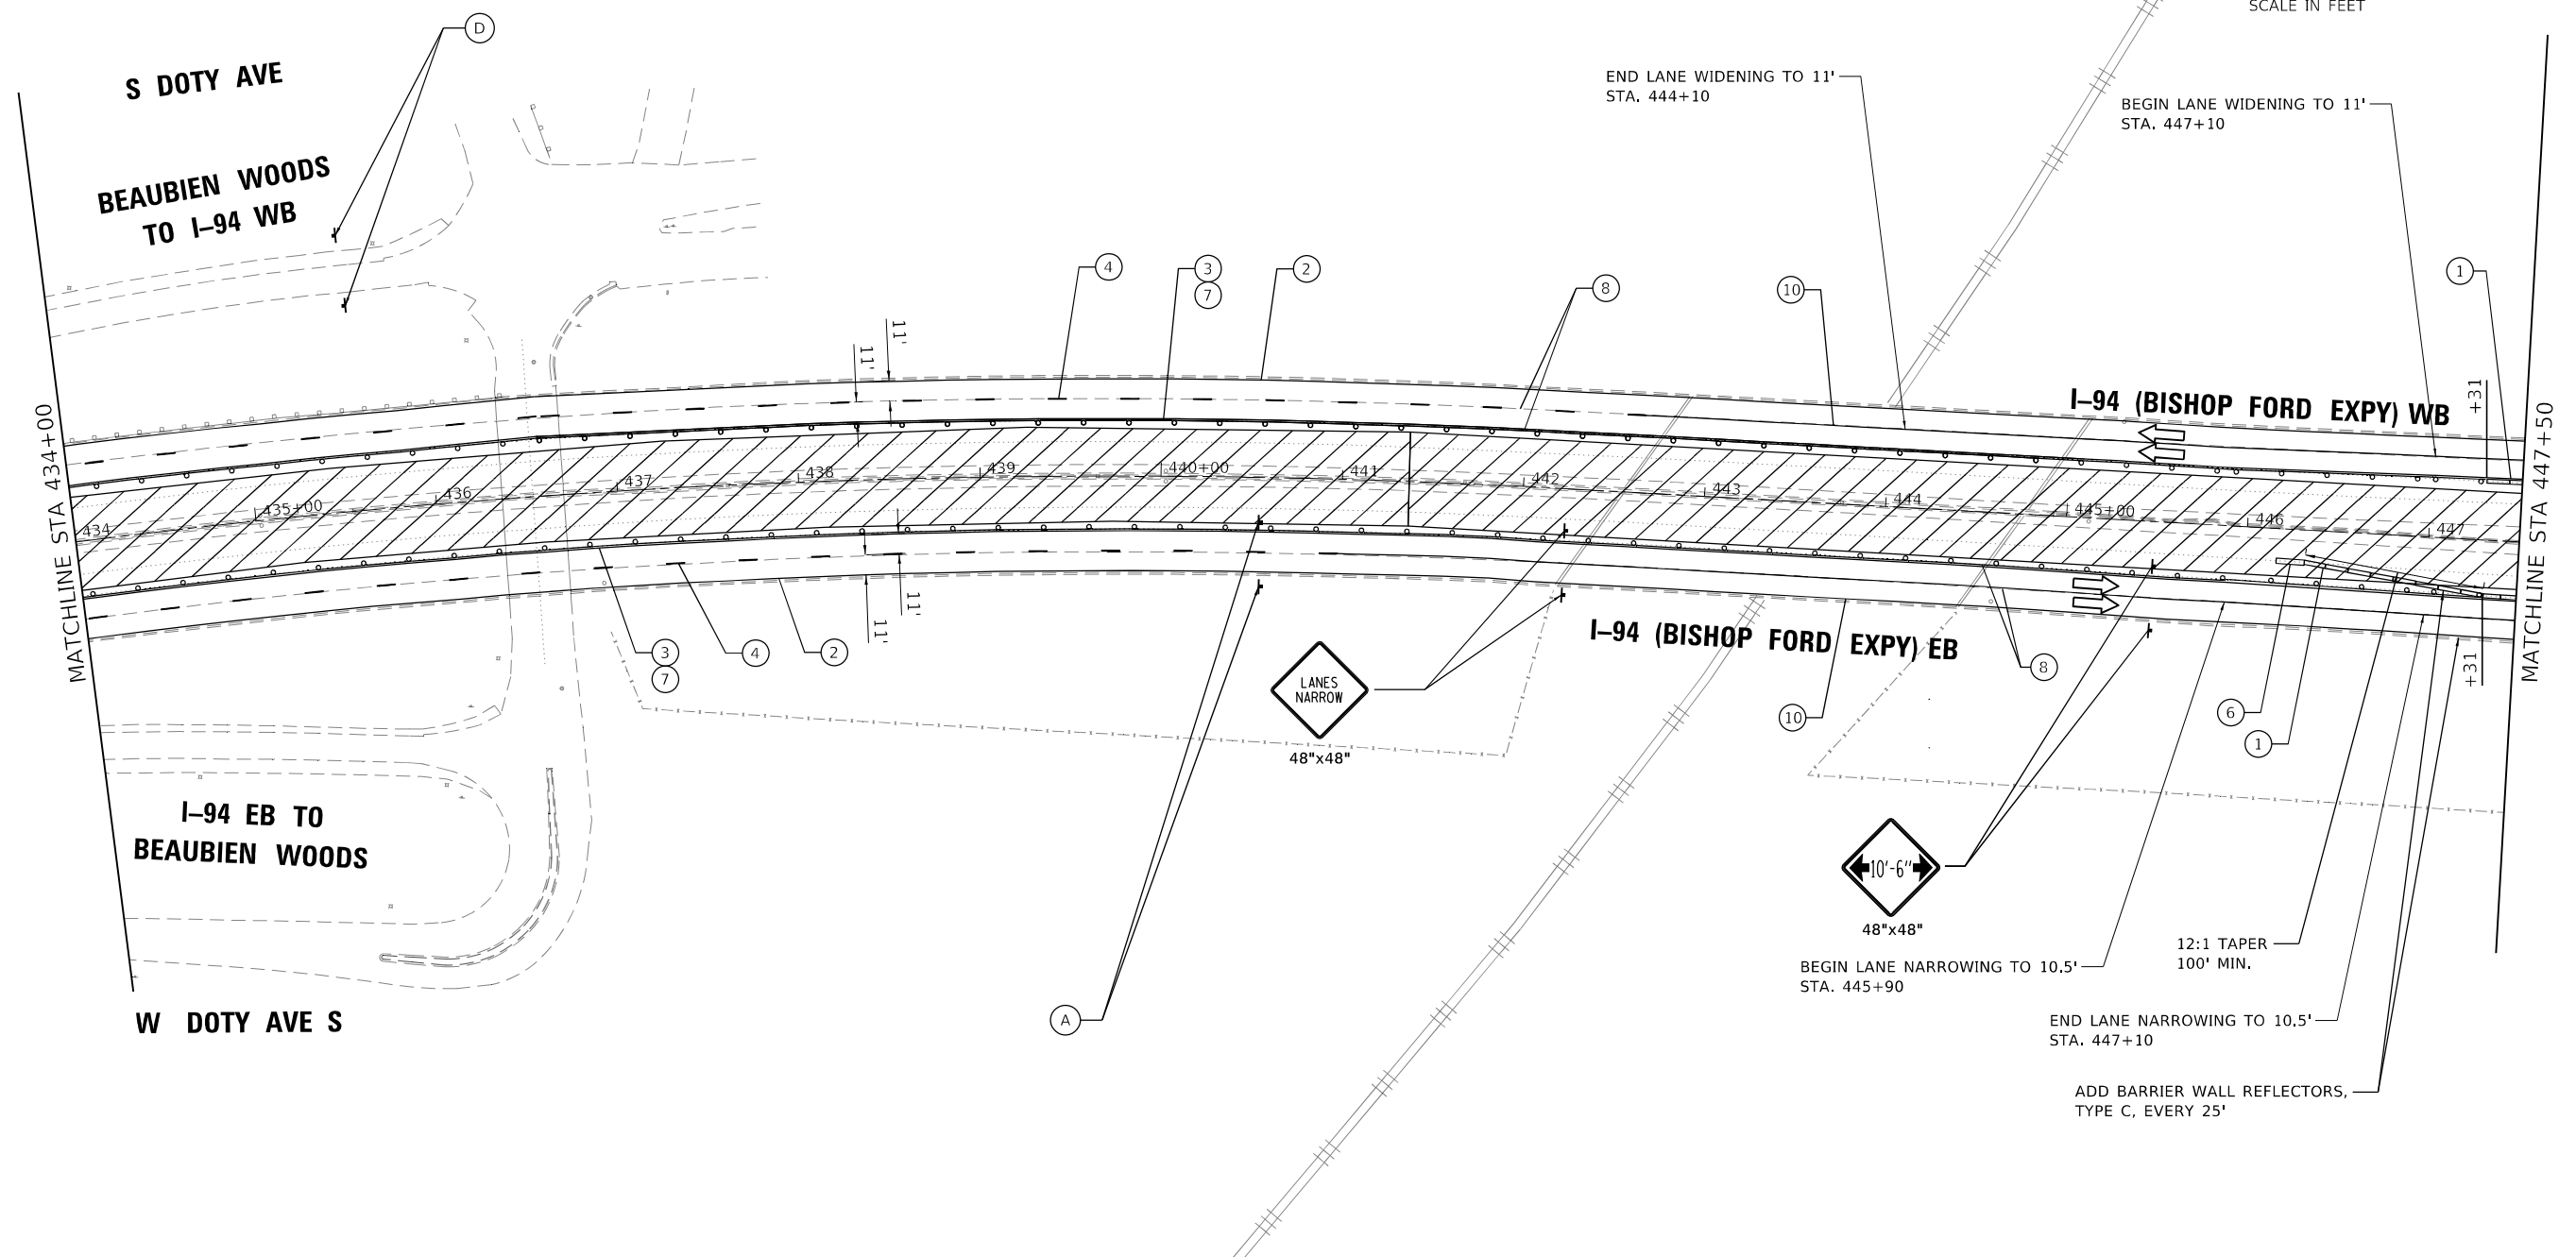 SCALE IN FEET
D
S DOTY AVE
END LANE WIDENING TO 11'
STA. 444+10
BEGIN LANE WIDENING TO 11'
STA. 447+10
BEAUBIEN WOODS
TO I-94 WB
4
3
7
2
8
10
1
11'
11'
I-94 (BISHOP FORD EXPY) WB
+31
MATCHLINE STA 434+00
MATCHLINE STA 447+50
434
435+00
436
437
438
439
440+00
441
442
443
444
445+00
446
447
11'
11'
3
7
4
2
LANES
NARROW
48"x48"
I-94 (BISHOP FORD EXPY) EB
10
8
6
1
+31
I-94 EB TO
BEAUBIEN WOODS
10'-6"
48"x48"
12:1 TAPER
100' MIN.
BEGIN LANE NARROWING TO 10.5'
STA. 445+90
A
W DOTY AVE S
END LANE NARROWING TO 10.5'
STA. 447+10
ADD BARRIER WALL REFLECTORS,
TYPE C, EVERY 25'